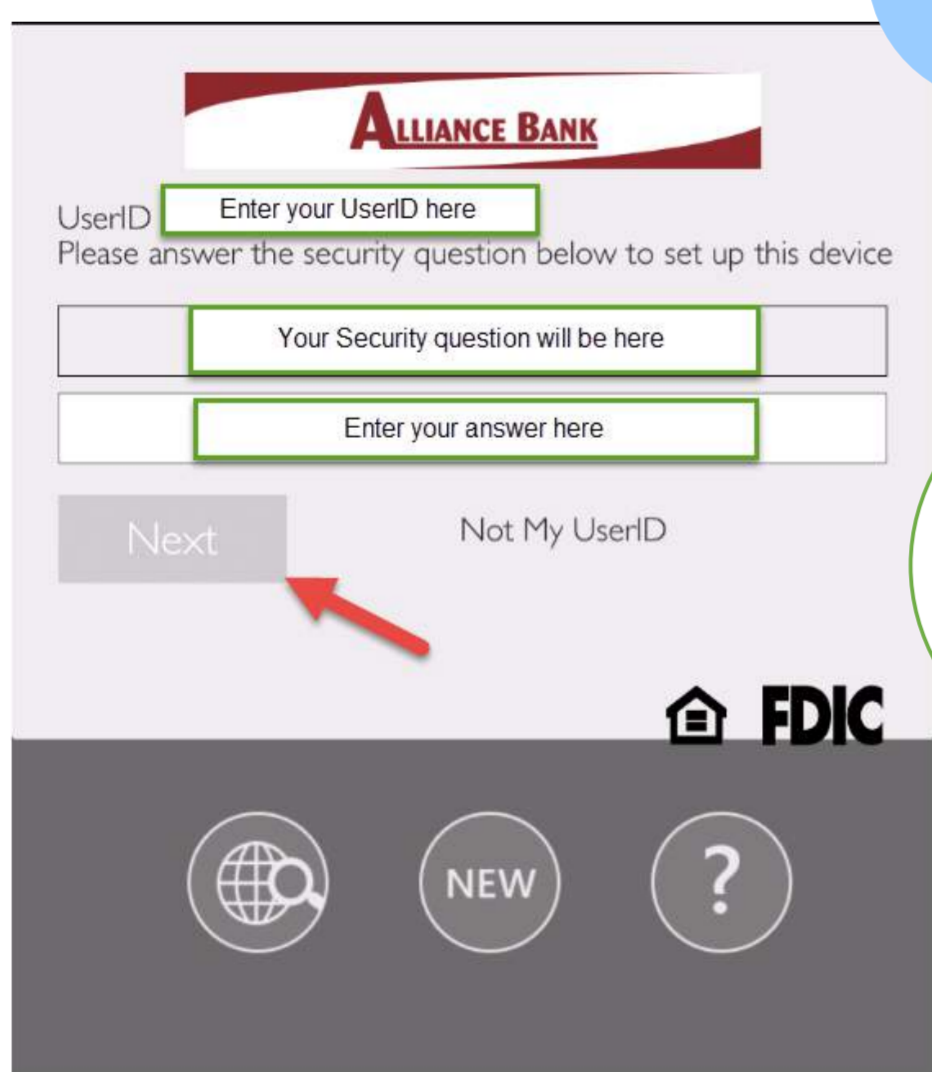 ALLIANCE BANK
UserID Enter your UserID here
Please answer the security question below to set up this device
Your Security question will be here
Enter your answer here
Next Not My UserID
FDIC
NEW ?